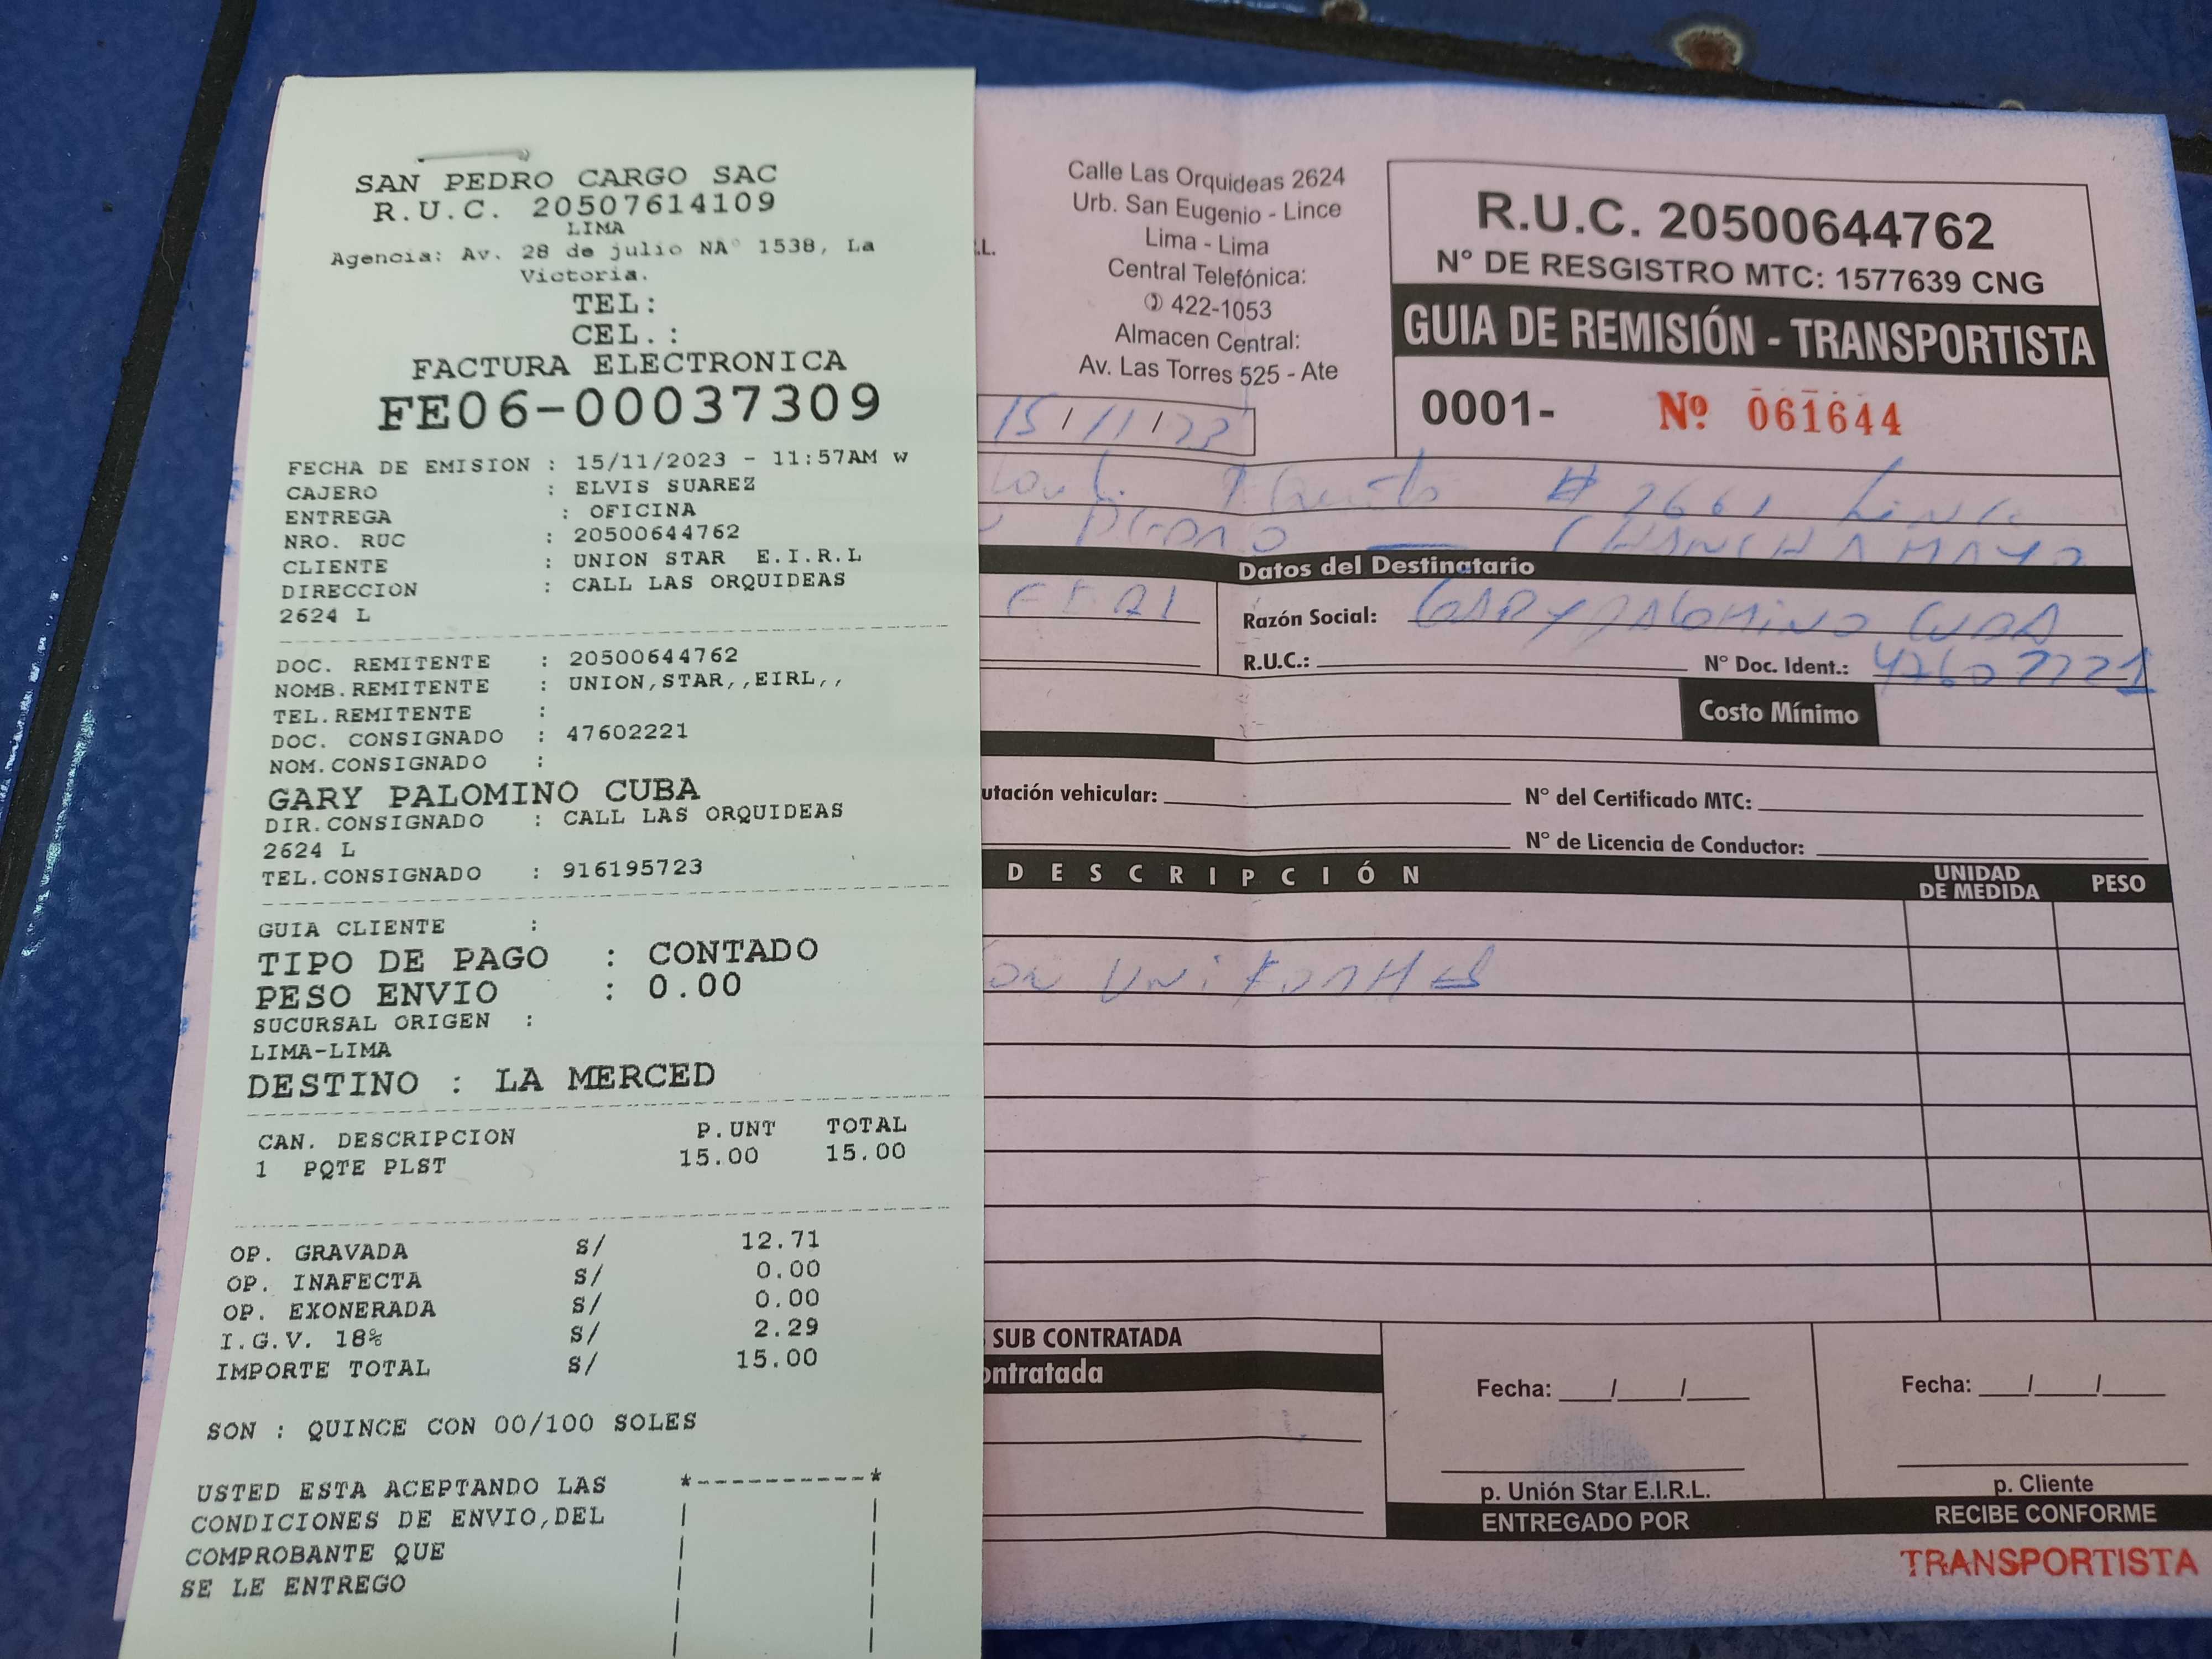 SAN PEDRO CARGO SAC
R.U.C. 20507614109
LIMA
Agencia: Av. 28 de julio NA° 1538, La
Victoria.
TEL:
CEL.:
FACTURA ELECTRONICA
FE06-00037309
FECHA DE EMISION : 15/11/2023 - 11:57AM w
CAJERO : ELVIS SUAREZ
ENTREGA : OFICINA
NRO. RUC : 20500644762
CLIENTE : UNION STAR E.I.R.L
DIRECCION : CALL LAS ORQUIDEAS
2624 L
DOC. REMITENTE : 20500644762
NOMB.REMITENTE : UNION,STAR,,EIRL,,
TEL.REMITENTE :
DOC. CONSIGNADO : 47602221
NOM.CONSIGNADO :
GARY PALOMINO CUBA
DIR.CONSIGNADO : CALL LAS ORQUIDEAS
2624 L
TEL.CONSIGNADO : 916195723
GUIA CLIENTE :
TIPO DE PAGO : CONTADO
PESO ENVIO : 0.00
SUCURSAL ORIGEN :
LIMA-LIMA
DESTINO : LA MERCED
CAN. DESCRIPCION P.UNT TOTAL
1 PQTE PLST 15.00 15.00
OP. GRAVADA S/ 12.71
OP. INAFECTA S/ 0.00
OP. EXONERADA S/ 0.00
I.G.V. 18% S/ 2.29
IMPORTE TOTAL S/ 15.00
SON : QUINCE CON 00/100 SOLES
USTED ESTA ACEPTANDO LAS
CONDICIONES DE ENVIO,DEL
COMPROBANTE QUE
SE LE ENTREGO
.L.
Calle Las Orquideas 2624
Urb. San Eugenio - Lince
Lima - Lima
Central Telefónica:
422-1053
Almacen Central:
Av. Las Torres 525 - Ate
R.U.C. 20500644762
N° DE RESGISTRO MTC: 1577639 CNG
GUIA DE REMISIÓN - TRANSPORTISTA
0001- Nº 061644
15/11/23
# 2661 Lince
PEDRO — CHANCHAMAYO
Datos del Destinatario
Razón Social: GARY PALOMINO CUBA
R.U.C.: N° Doc. Ident.: 47602221
Costo Mínimo
utación vehicular: N° del Certificado MTC:
N° de Licencia de Conductor:
DESCRIPCIÓN UNIDAD DE MEDIDA PESO
ON UNIFORMES
SUB CONTRATADA
ontratada
Fecha: / / Fecha: / /
p. Unión Star E.I.R.L. p. Cliente
ENTREGADO POR RECIBE CONFORME
TRANSPORTISTA